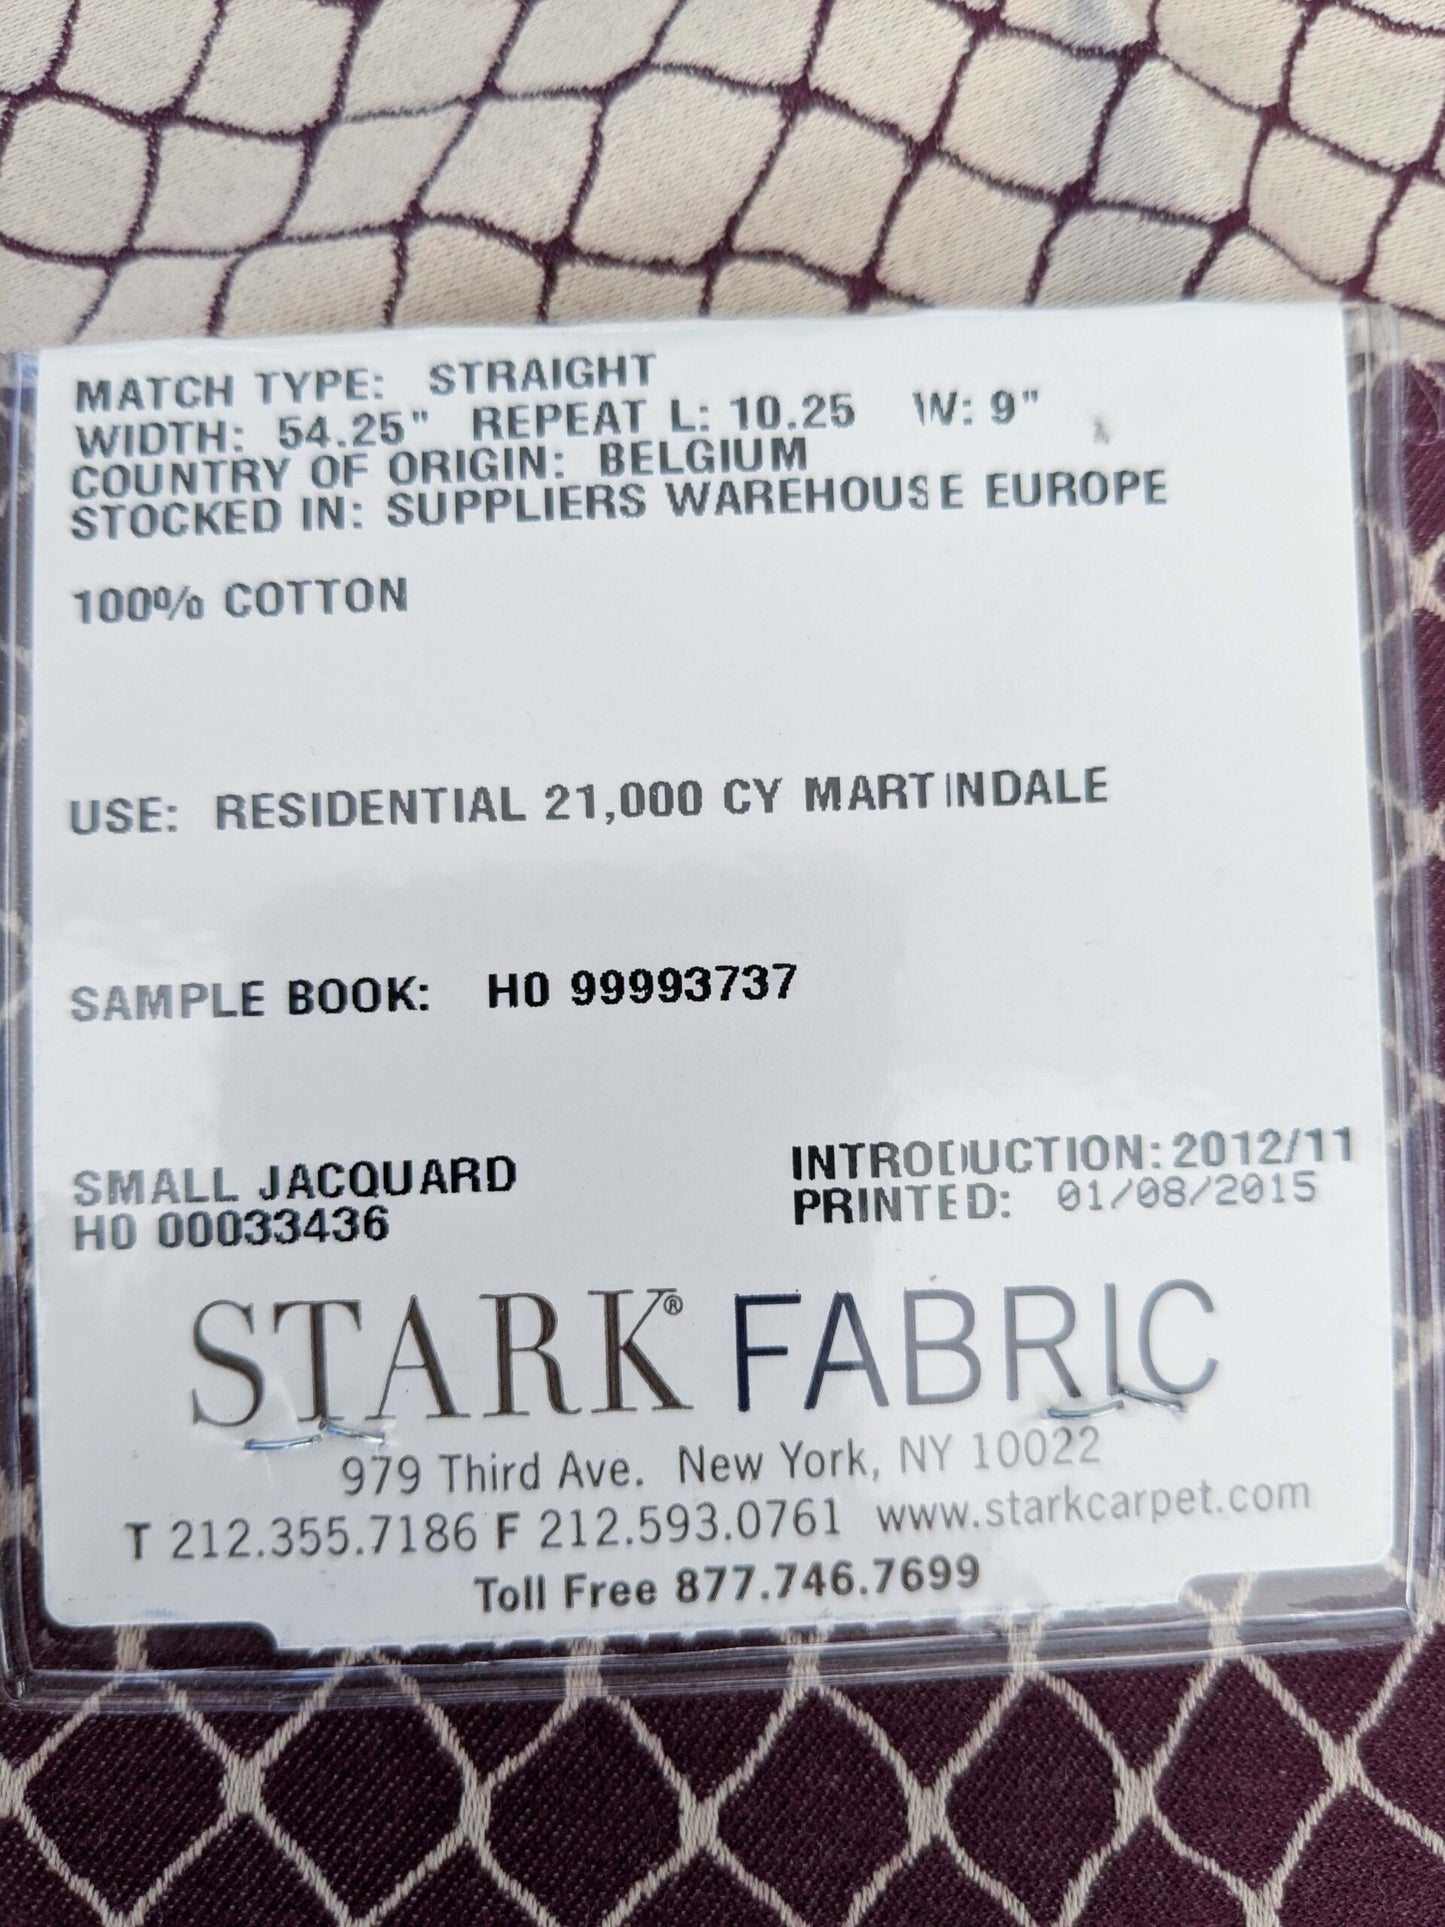 MATCH TYPE: STRAIGHT
WIDTH: 54.25" REPEAT L: 10.25 W: 9"
COUNTRY OF ORIGIN: BELGIUM
STOCKED IN: SUPPLIERS WAREHOUSE EUROPE
100% COTTON
USE: RESIDENTIAL 21,000 CY MARTINDALE
SAMPLE BOOK: H0 99993737
SMALL JACQUARD
H0 00033436
INTRODUCTION: 2012/11
PRINTED: 01/08/2015
STARK® FABRIC
979 Third Ave. New York, NY 10022
T 212.355.7186 F 212.593.0761 www.starkcarpet.com
Toll Free 877.746.7699